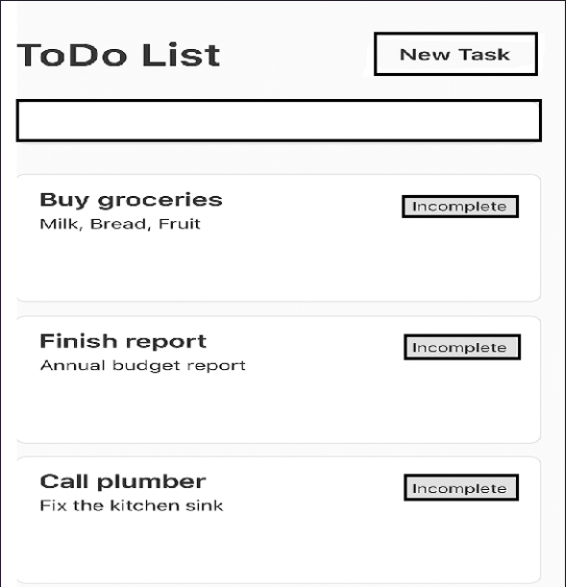 ToDo List
New Task
Buy groceries
Incomplete
Milk, Bread, Fruit
Finish report
Incomplete
Annual budget report
Call plumber
Incomplete
Fix the kitchen sink